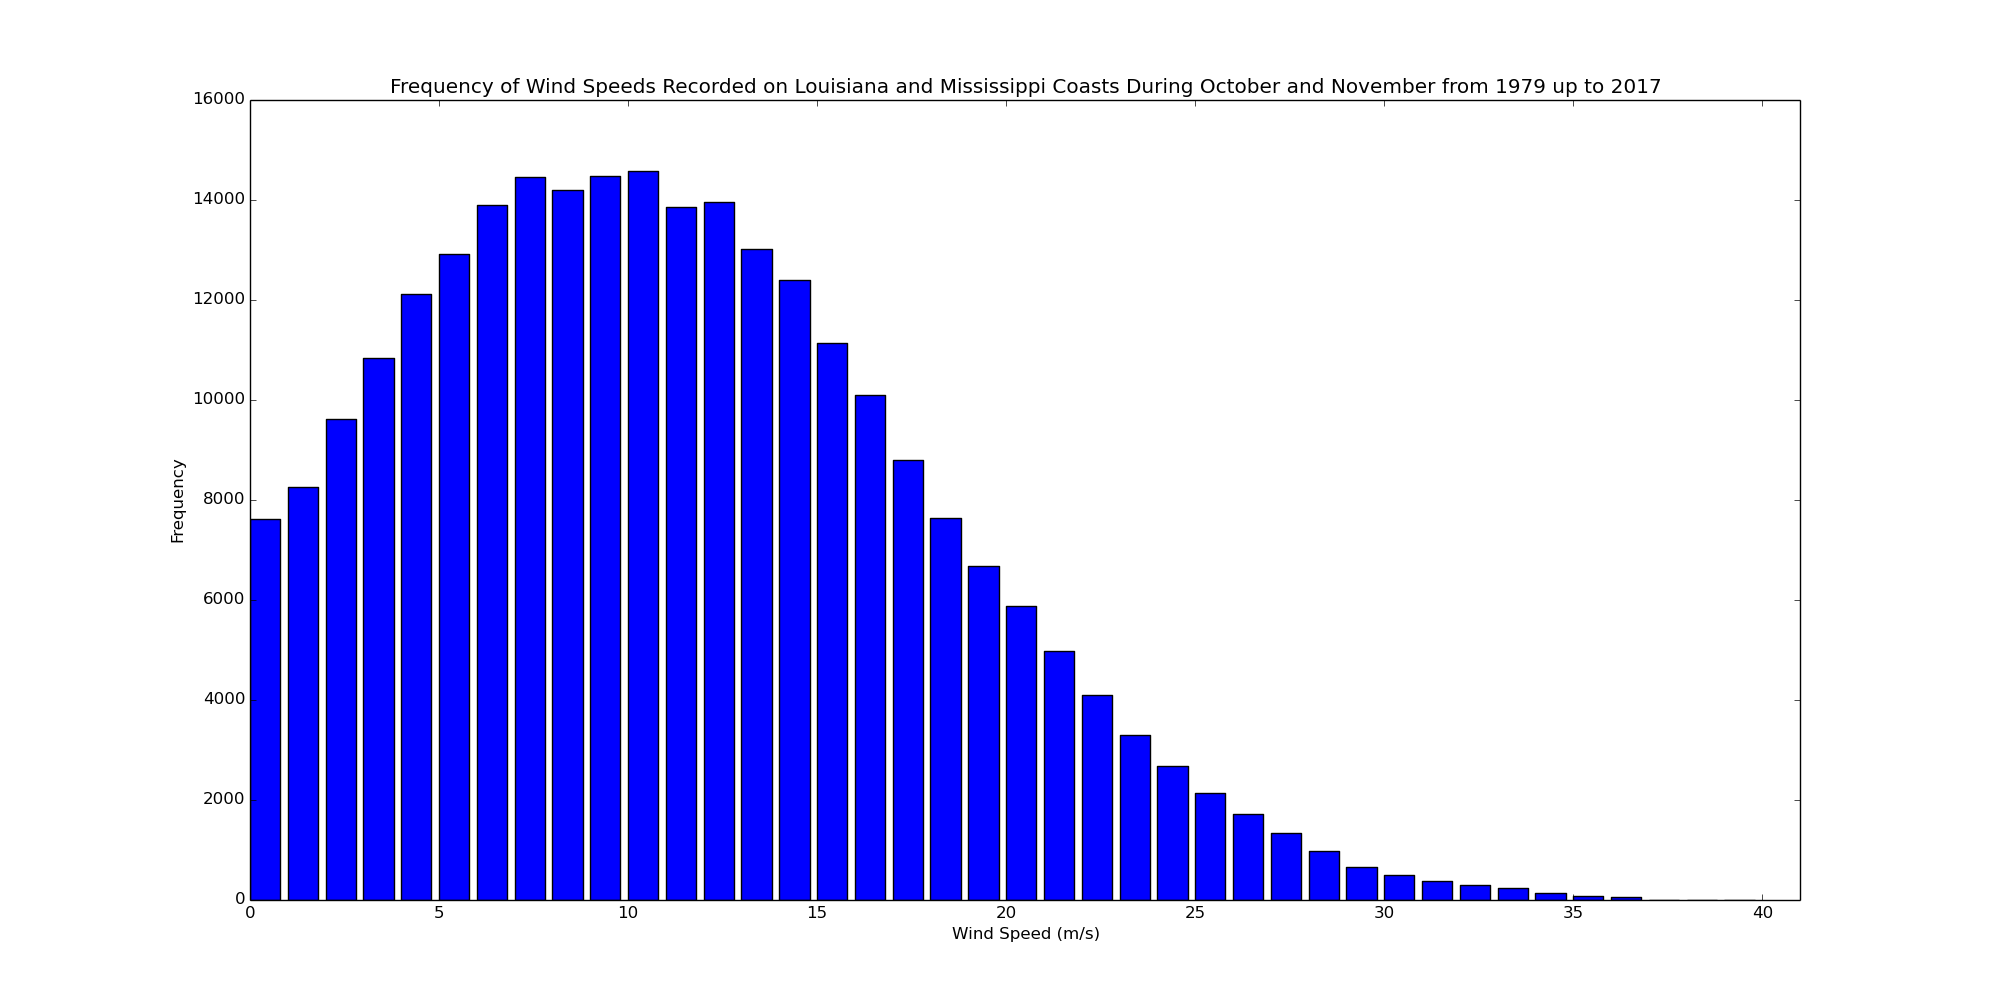 Frequency of Wind Speeds Recorded on Louisiana and Mississippi Coasts During October and November from 1979 up to 2017
16000
14000
12000
10000
8000
6000
4000
2000
0
Frequency
0 5 10 15 20 25 30 35 40
Wind Speed (m/s)